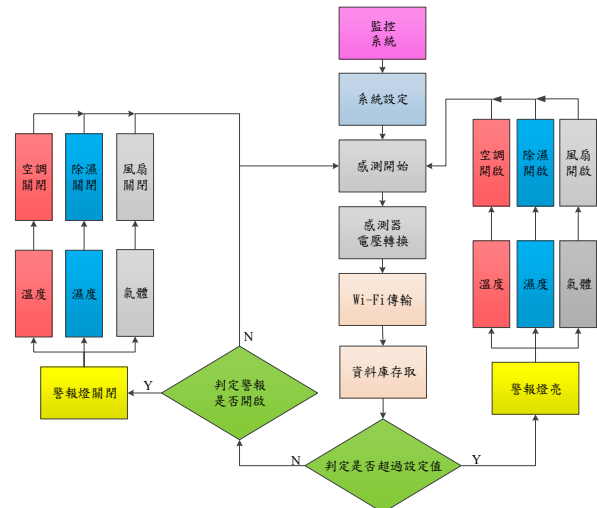 監控
系統
系統設定
感測開始
感測器
電壓轉換
Wi-Fi傳輸
資料庫存取
判定是否超過設定值
N
Y
判定警報
是否開啟
N
Y
警報燈關閉
溫度
濕度
氣體
空調
關閉
除濕
關閉
風扇
關閉
警報燈亮
溫度
濕度
氣體
空調
開啟
除濕
開啟
風扇
開啟